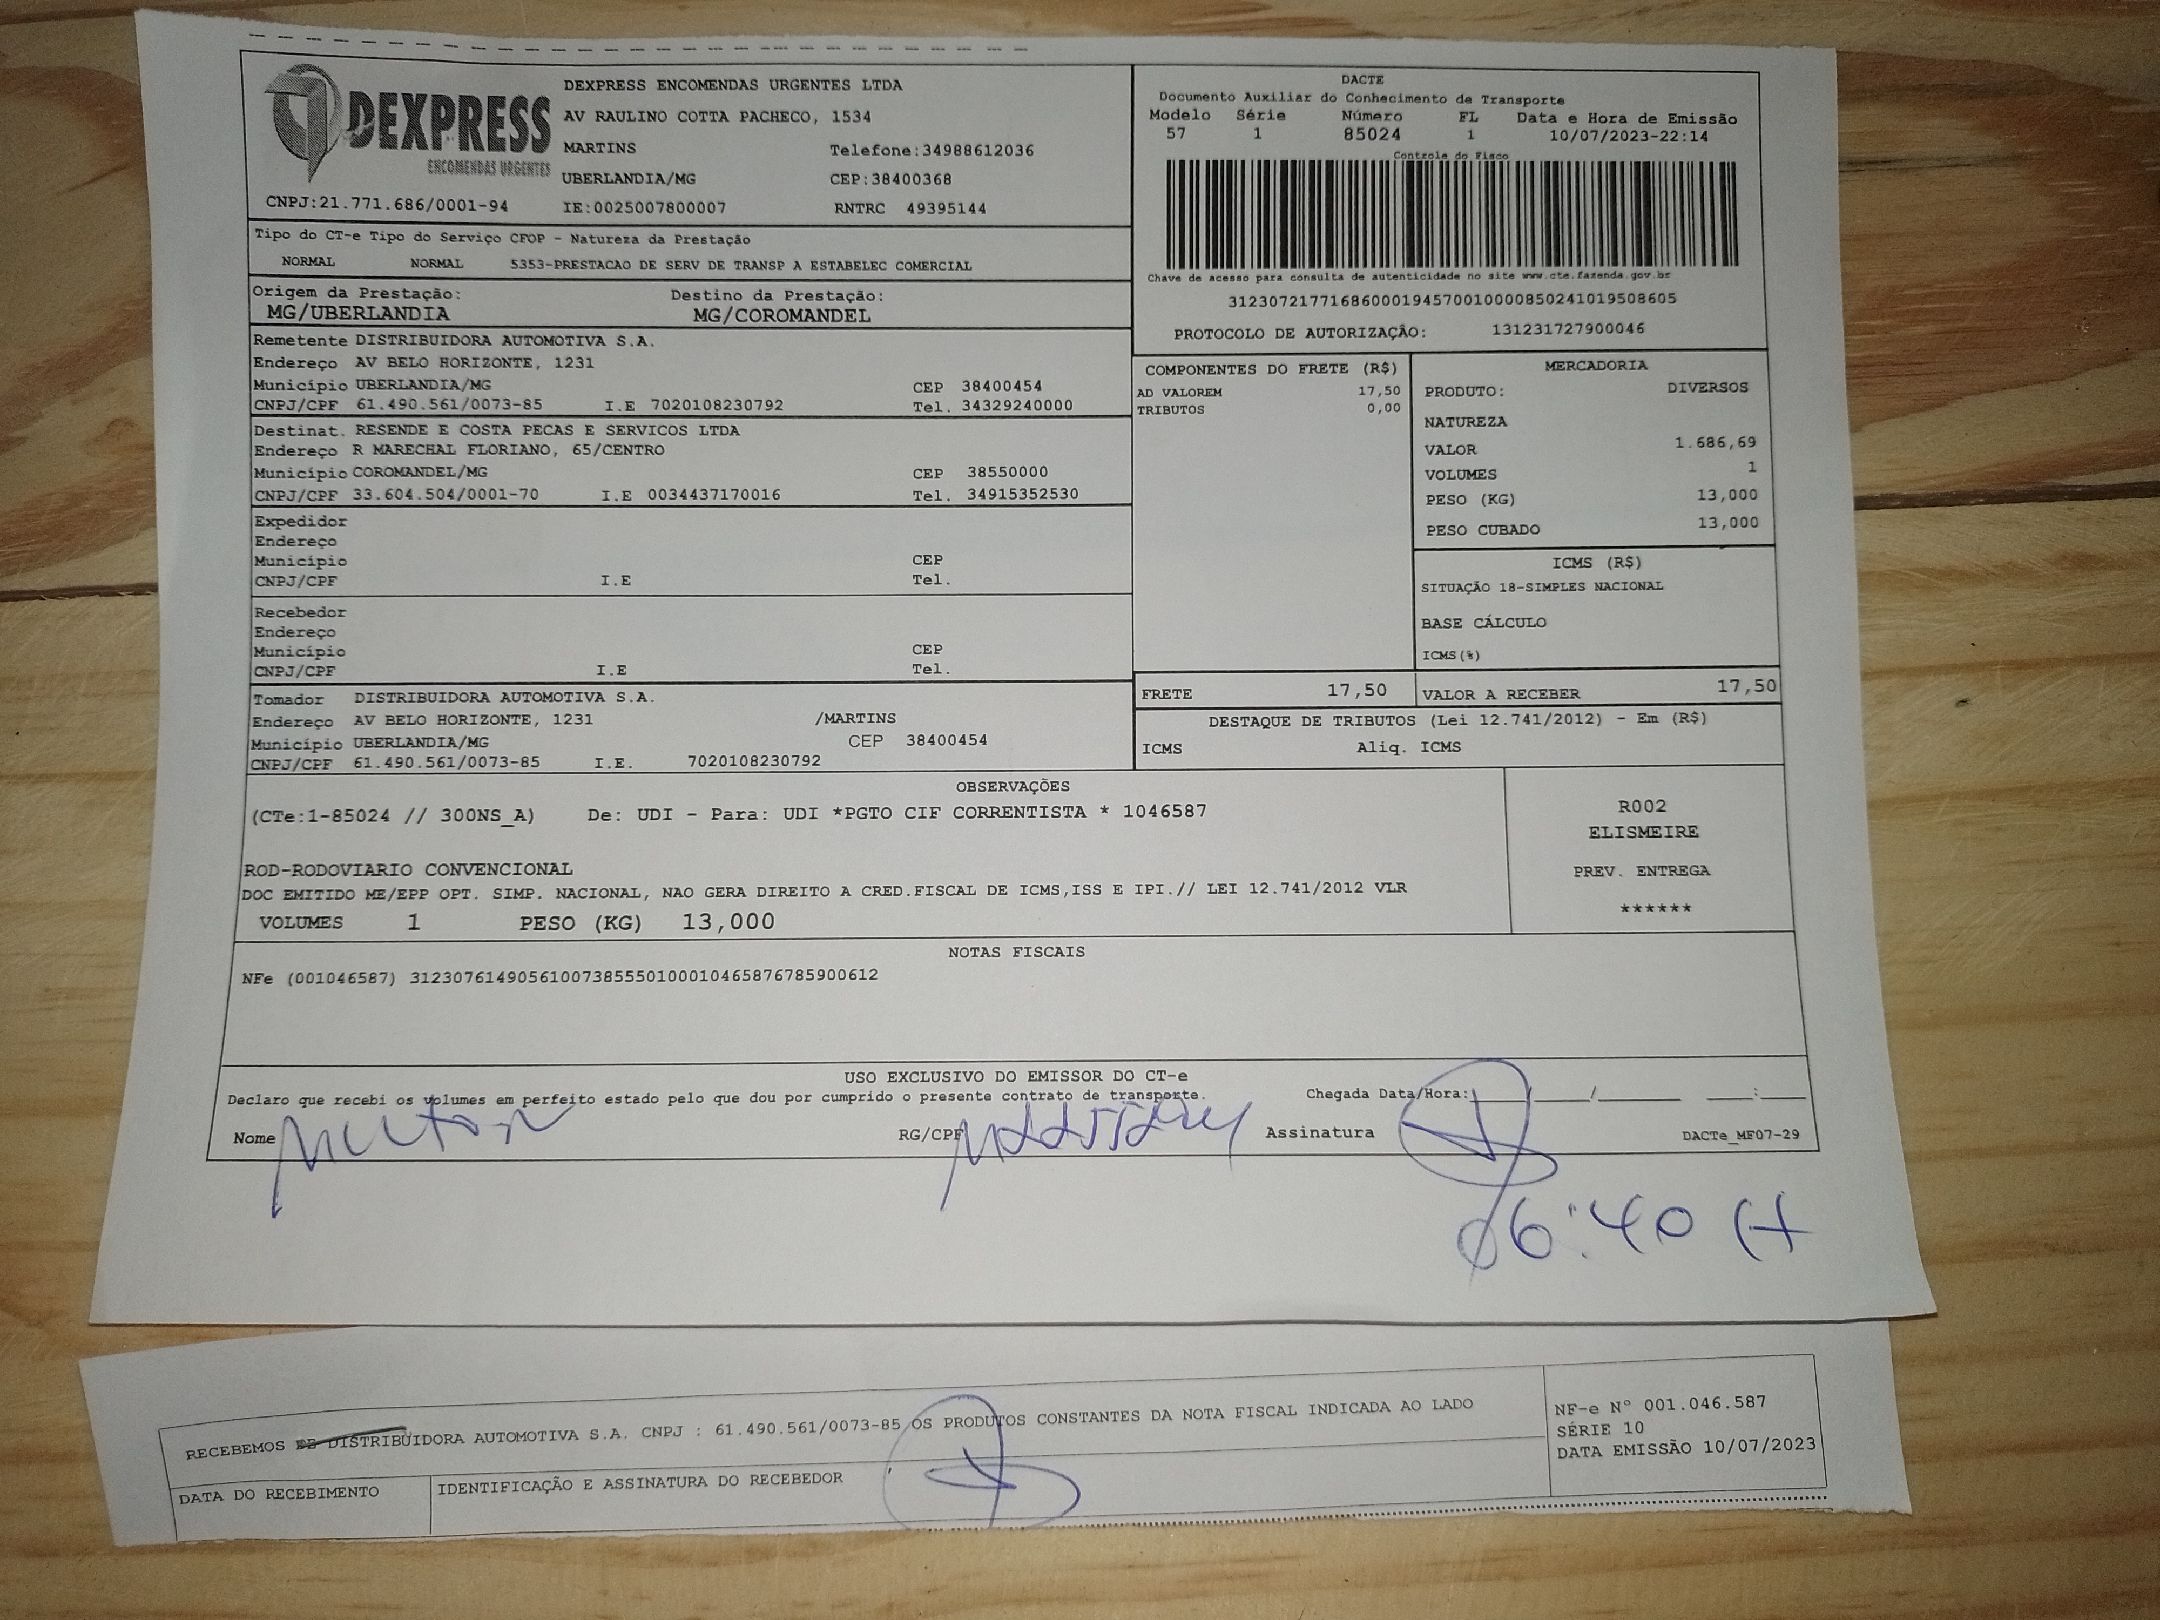 DEXPRESS
ENCOMENDAS URGENTES
CNPJ:21.771.686/0001-94
DEXPRESS ENCOMENDAS URGENTES LTDA
AV RAULINO COTTA PACHECO, 1534
MARTINS Telefone:34988612036
UBERLANDIA/MG CEP:38400368
IE:0025007800007 RNTRC 49395144
DACTE
Documento Auxiliar do Conhecimento de Transporte
Modelo Série Número FL Data e Hora de Emissão
57 1 85024 1 10/07/2023-22:14
Controle do Fisco
Chave de acesso para consulta de autenticidade no site www.cte.fazenda.gov.br
31230721771686000194570010000850241019508605
PROTOCOLO DE AUTORIZAÇÃO: 131231727900046
Tipo do CT-e Tipo do Serviço CFOP - Natureza da Prestação
NORMAL NORMAL 5353-PRESTACAO DE SERV DE TRANSP A ESTABELEC COMERCIAL
Origem da Prestação: Destino da Prestação:
MG/UBERLANDIA MG/COROMANDEL
Remetente DISTRIBUIDORA AUTOMOTIVA S.A.
Endereço AV BELO HORIZONTE, 1231
Município UBERLANDIA/MG CEP 38400454
CNPJ/CPF 61.490.561/0073-85 I.E 7020108230792 Tel. 34329240000
Destinat. RESENDE E COSTA PECAS E SERVICOS LTDA
Endereço R MARECHAL FLORIANO, 65/CENTRO
Município COROMANDEL/MG CEP 38550000
CNPJ/CPF 33.604.504/0001-70 I.E 0034437170016 Tel. 34915352530
Expedidor
Endereço
Município CEP
CNPJ/CPF I.E Tel.
Recebedor
Endereço
Município CEP
CNPJ/CPF I.E Tel.
Tomador DISTRIBUIDORA AUTOMOTIVA S.A.
Endereço AV BELO HORIZONTE, 1231 /MARTINS
Município UBERLANDIA/MG CEP 38400454
CNPJ/CPF 61.490.561/0073-85 I.E. 7020108230792
COMPONENTES DO FRETE (R$)
AD VALOREM 17,50
TRIBUTOS 0,00
MERCADORIA
PRODUTO: DIVERSOS
NATUREZA
VALOR 1.686,69
VOLUMES 1
PESO (KG) 13,000
PESO CUBADO 13,000
ICMS (R$)
SITUAÇÃO 18-SIMPLES NACIONAL
BASE CÁLCULO
ICMS(%)
FRETE 17,50 VALOR A RECEBER 17,50
DESTAQUE DE TRIBUTOS (Lei 12.741/2012) - Em (R$)
ICMS Aliq. ICMS
OBSERVAÇÕES
(CTe:1-85024 // 300NS_A) De: UDI - Para: UDI *PGTO CIF CORRENTISTA * 1046587
ROD-RODOVIARIO CONVENCIONAL
DOC EMITIDO ME/EPP OPT. SIMP. NACIONAL, NAO GERA DIREITO A CRED.FISCAL DE ICMS,ISS E IPI.// LEI 12.741/2012 VLR
VOLUMES 1 PESO (KG) 13,000
R002
ELISMEIRE
PREV. ENTREGA
******
NOTAS FISCAIS
NFe (001046587) 31230761490561007385550100010465876785900612
USO EXCLUSIVO DO EMISSOR DO CT-e
Declaro que recebi os volumes em perfeito estado pelo que dou por cumprido o presente contrato de transporte. Chegada Data/Hora: ____/____ __:__
Nome RG/CPF Assinatura DACTe_MF07-29
06:40 H
RECEBEMOS DE DISTRIBUIDORA AUTOMOTIVA S.A. CNPJ : 61.490.561/0073-85 OS PRODUTOS CONSTANTES DA NOTA FISCAL INDICADA AO LADO
DATA DO RECEBIMENTO IDENTIFICAÇÃO E ASSINATURA DO RECEBEDOR
NF-e N° 001.046.587
SÉRIE 10
DATA EMISSÃO 10/07/2023